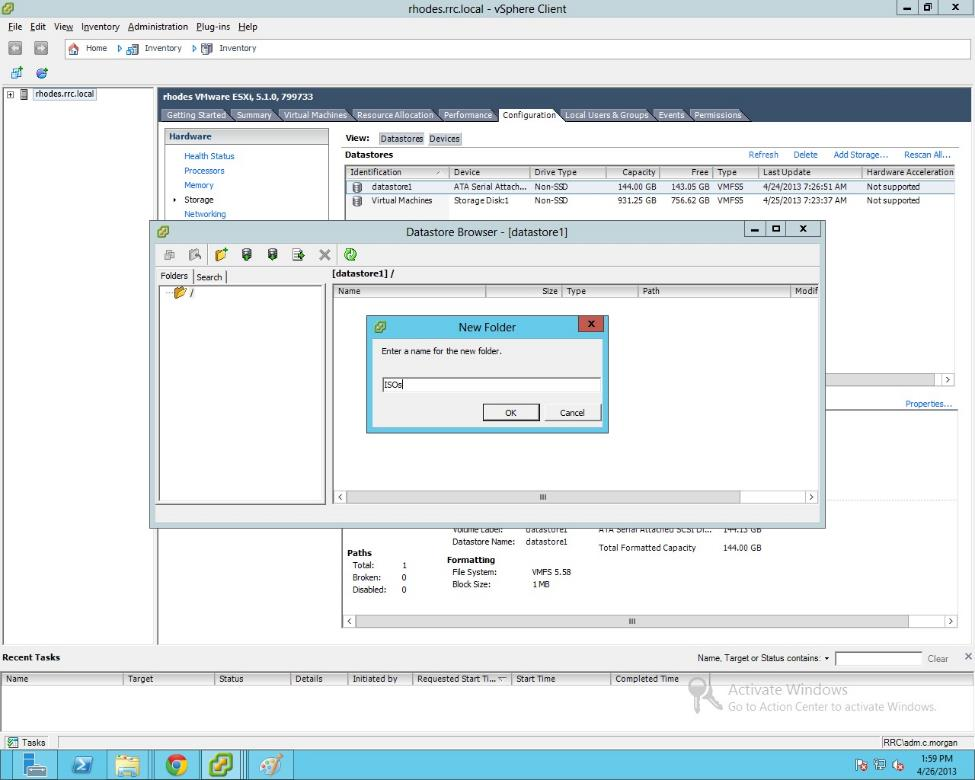 rhodes.rrc.local - vSphere Client
File Edit View Inventory Administration Plug-ins Help
Home Inventory Inventory
rhodes.rrc.local
rhodes VMware ESXi, 5.1.0, 799733
Getting Started Summary Virtual Machines Resource Allocation Performance Configuration Local Users & Groups Events Permissions
Hardware
Health Status
Processors
Memory
Storage
Networking
View: Datastores Devices
Datastores
Refresh Delete Add Storage... Rescan All...
Identification Device Drive Type Capacity Free Type Last Update Hardware Acceleration
datastore1 ATA Serial Attach... Non-SSD 144.00 GB 143.05 GB VMFS5 4/24/2013 7:26:51 AM Not supported
Virtual Machines Storage Disk:1 Non-SSD 931.25 GB 756.62 GB VMFS5 4/25/2013 7:23:37 AM Not supported
Datastore Browser - [datastore1]
Folders Search
/
[datastore1] /
Name Size Type Path Modif
New Folder
Enter a name for the new folder.
ISOs
OK Cancel
Properties...
Volume Label: datastore1 ATA Serial Attached SCSI Di... 144.13 GB
Datastore Name: datastore1
Total Formatted Capacity 144.00 GB
Paths
Total: 1
Broken: 0
Disabled: 0
Formatting
File System: VMFS 5.58
Block Size: 1 MB
Recent Tasks
Name, Target or Status contains: Clear
Name Target Status Details Initiated by Requested Start Ti... Start Time Completed Time
Activate Windows
Go to Action Center to activate Windows.
Tasks
RRC\adm.c.morgan
1:59 PM
4/26/2013